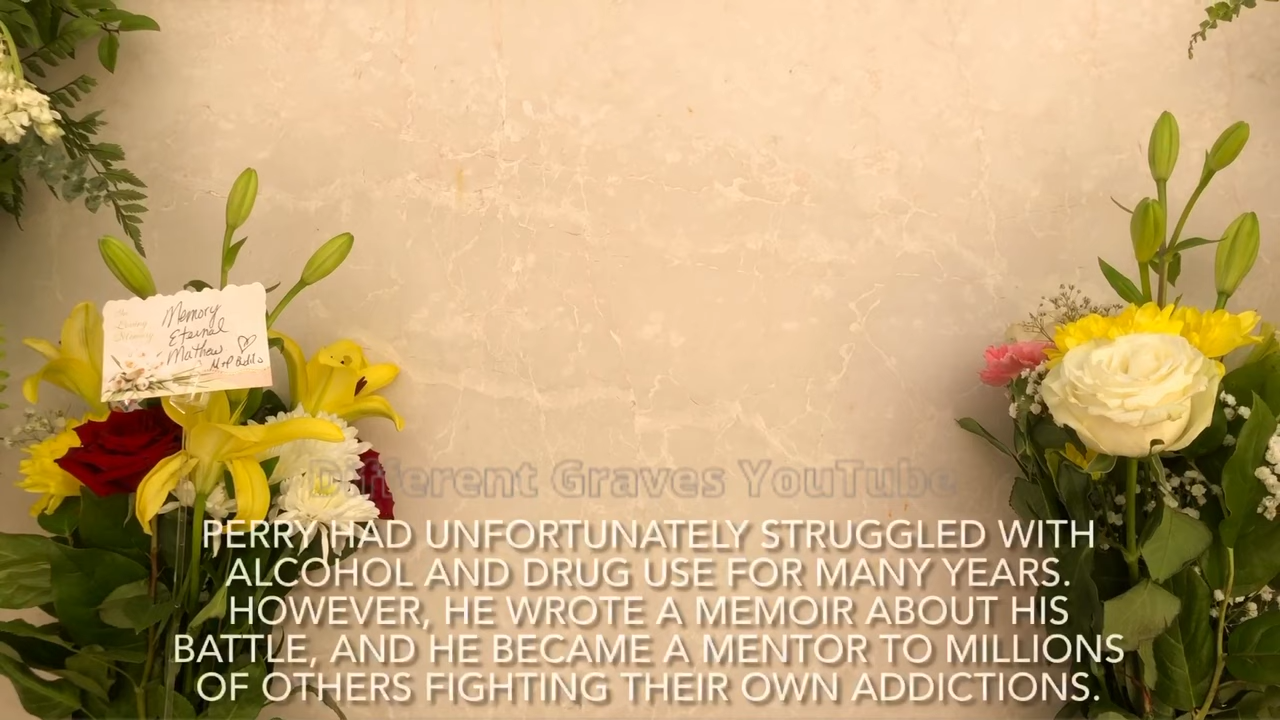 In
Loving
Memory
Memory
Eternal
Mathew
Different Graves YouTube
PERRY HAD UNFORTUNATELY STRUGGLED WITH
ALCOHOL AND DRUG USE FOR MANY YEARS.
HOWEVER, HE WROTE A MEMOIR ABOUT HIS
BATTLE, AND HE BECAME A MENTOR TO MILLIONS
OF OTHERS FIGHTING THEIR OWN ADDICTIONS.